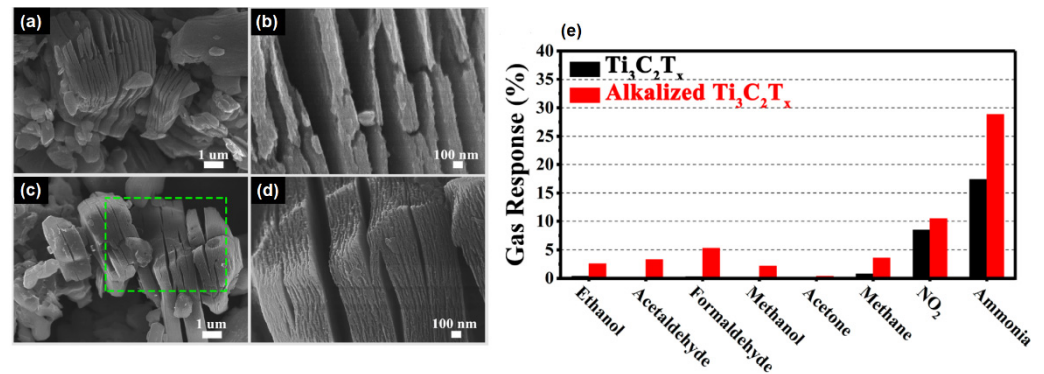 (a)
1 um
(b)
100 nm
(c)
1 um
(d)
100 nm
(e)
Gas Response (%)
40
35
30
25
20
15
10
5
0
Ti₃C₂Tₓ
Alkalized Ti₃C₂Tₓ
Ethanol
Acetaldehyde
Formaldehyde
Methanol
Acetone
Methane
NO₂
Ammonia